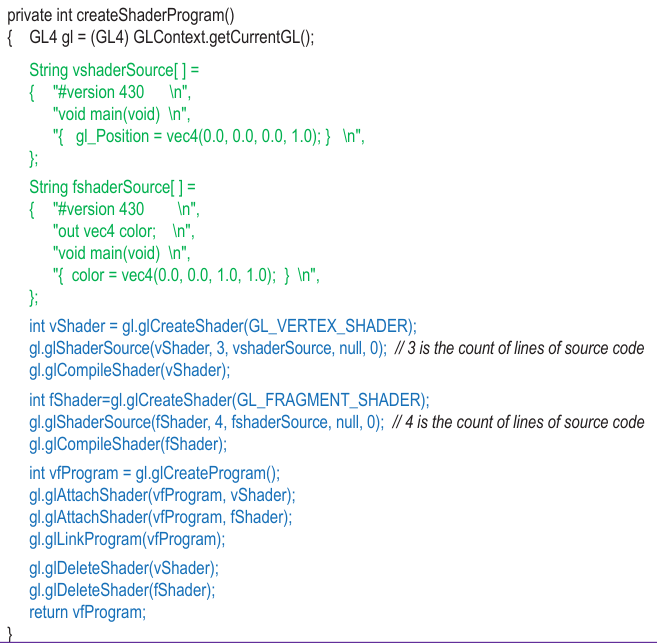 private int createShaderProgram()
{ GL4 gl = (GL4) GLContext.getCurrentGL();
String vshaderSource[ ] =
{ "#version 430 \n",
"void main(void) \n",
"{ gl_Position = vec4(0.0, 0.0, 0.0, 1.0); } \n",
};
String fshaderSource[ ] =
{ "#version 430 \n",
"out vec4 color; \n",
"void main(void) \n",
"{ color = vec4(0.0, 0.0, 1.0, 1.0); } \n",
};
int vShader = gl.glCreateShader(GL_VERTEX_SHADER);
gl.glShaderSource(vShader, 3, vshaderSource, null, 0); // 3 is the count of lines of source code
gl.glCompileShader(vShader);
int fShader=gl.glCreateShader(GL_FRAGMENT_SHADER);
gl.glShaderSource(fShader, 4, fshaderSource, null, 0); // 4 is the count of lines of source code
gl.glCompileShader(fShader);
int vfProgram = gl.glCreateProgram();
gl.glAttachShader(vfProgram, vShader);
gl.glAttachShader(vfProgram, fShader);
gl.glLinkProgram(vfProgram);
gl.glDeleteShader(vShader);
gl.glDeleteShader(fShader);
return vfProgram;
}